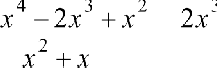 x⁴ − 2x³ + x²   2x³
x² + x